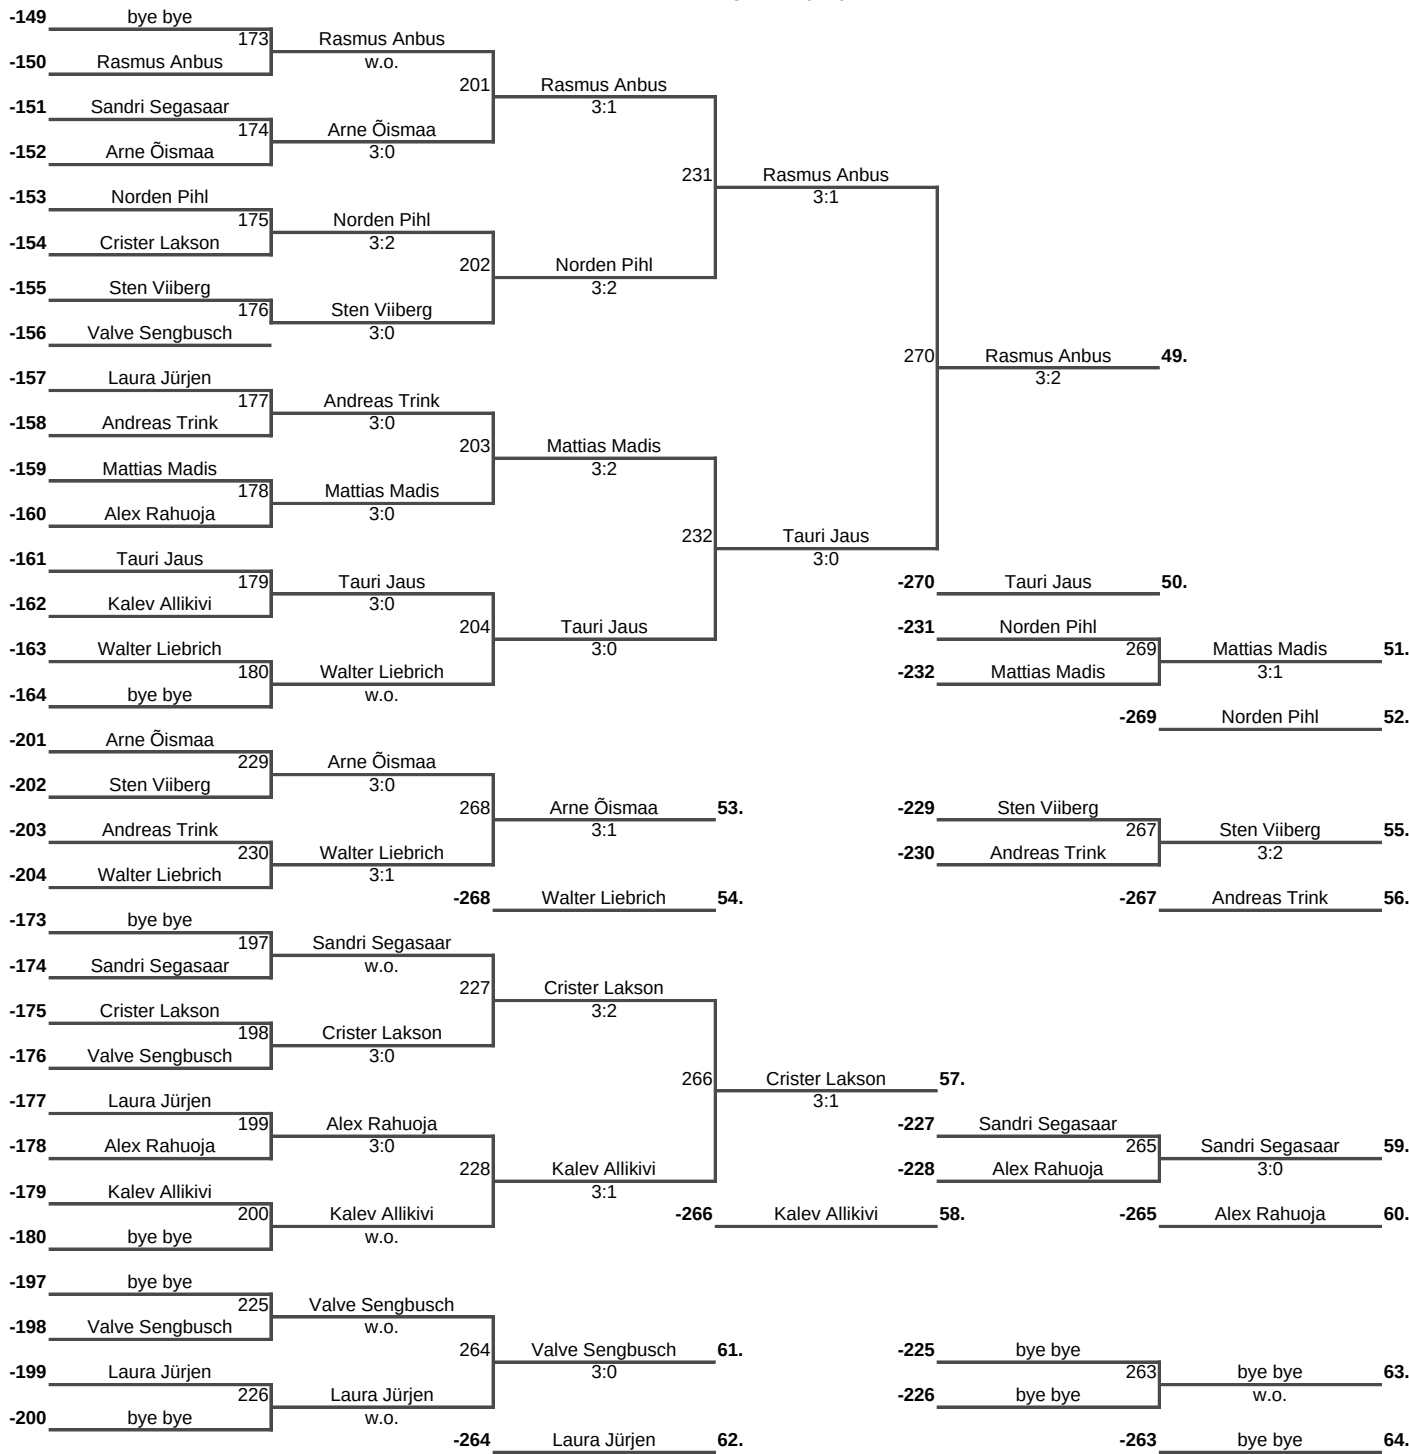 -149 bye bye
173 Rasmus Anbus
-150 Rasmus Anbus w.o.
201 Rasmus Anbus
-151 Sandri Segasaar 3:1
174 Arne Õismaa
-152 Arne Õismaa 3:0
231 Rasmus Anbus
-153 Norden Pihl 3:1
175 Norden Pihl
-154 Crister Lakson 3:2
202 Norden Pihl
-155 Sten Viiberg 3:2
176 Sten Viiberg
-156 Valve Sengbusch 3:0
270 Rasmus Anbus 49.
-157 Laura Jürjen 3:2
177 Andreas Trink
-158 Andreas Trink 3:0
203 Mattias Madis
-159 Mattias Madis 3:2
178 Mattias Madis
-160 Alex Rahuoja 3:0
232 Tauri Jaus
-161 Tauri Jaus 3:0
179 Tauri Jaus -270 Tauri Jaus 50.
-162 Kalev Allikivi 3:0
204 Tauri Jaus -231 Norden Pihl
-163 Walter Liebrich 3:0 269 Mattias Madis 51.
180 Walter Liebrich -232 Mattias Madis 3:1
-164 bye bye w.o.
-269 Norden Pihl 52.
-201 Arne Õismaa
229 Arne Õismaa
-202 Sten Viiberg 3:0
268 Arne Õismaa 53. -229 Sten Viiberg
-203 Andreas Trink 3:1 267 Sten Viiberg 55.
230 Walter Liebrich -230 Andreas Trink 3:2
-204 Walter Liebrich 3:1
-268 Walter Liebrich 54. -267 Andreas Trink 56.
-173 bye bye
197 Sandri Segasaar
-174 Sandri Segasaar w.o.
227 Crister Lakson
-175 Crister Lakson 3:2
198 Crister Lakson
-176 Valve Sengbusch 3:0
266 Crister Lakson 57.
-177 Laura Jürjen 3:1
199 Alex Rahuoja -227 Sandri Segasaar
-178 Alex Rahuoja 3:0 265 Sandri Segasaar 59.
228 Kalev Allikivi -228 Alex Rahuoja 3:0
-179 Kalev Allikivi 3:1
200 Kalev Allikivi -266 Kalev Allikivi 58. -265 Alex Rahuoja 60.
-180 bye bye w.o.
-197 bye bye
225 Valve Sengbusch
-198 Valve Sengbusch w.o.
264 Valve Sengbusch 61. -225 bye bye
-199 Laura Jürjen 3:0 263 bye bye 63.
226 Laura Jürjen -226 bye bye w.o.
-200 bye bye w.o.
-264 Laura Jürjen 62. -263 bye bye 64.